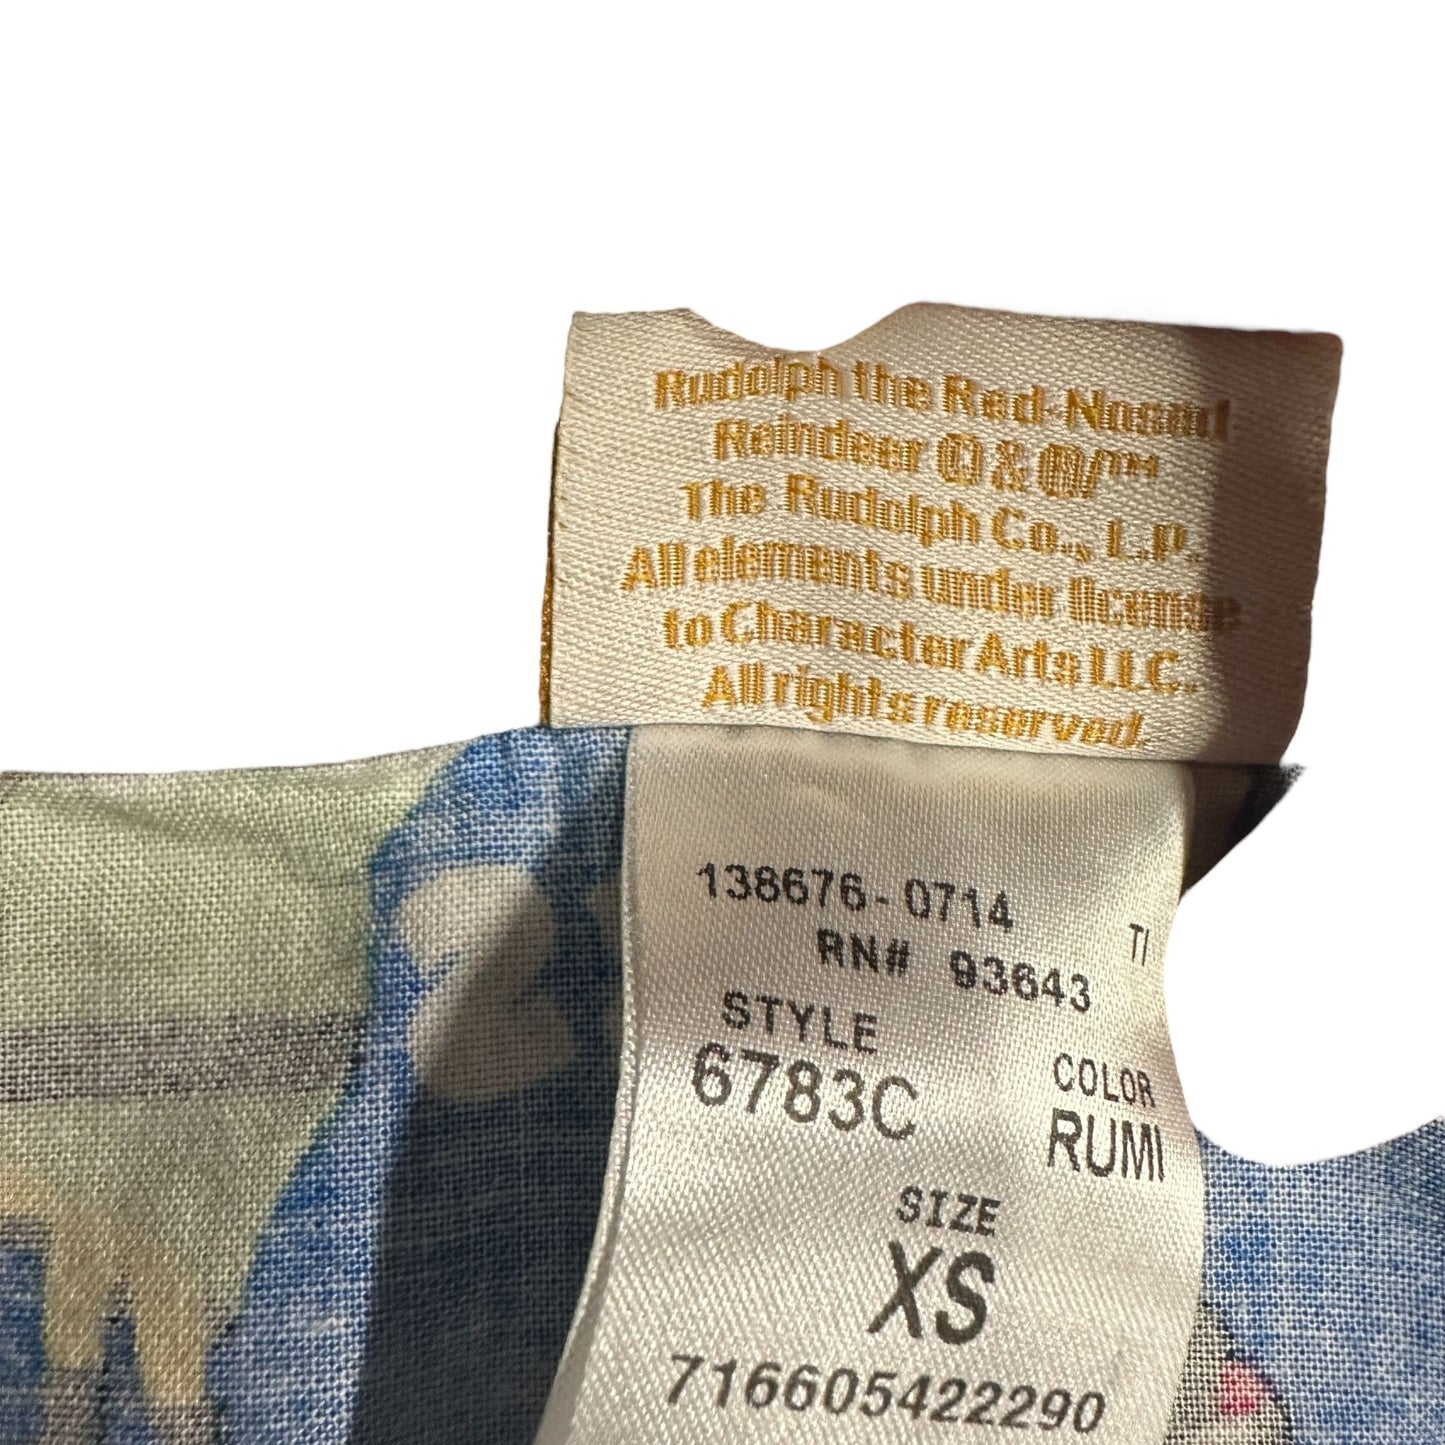 Rudolph the Red-Nosed
Reindeer © & ®/™
The Rudolph Co., L.P.
All elements under license
to Character Arts LLC.
All rights reserved.
138676-0714
TI
RN# 93643
STYLE
6783C
COLOR
RUMI
SIZE
XS
716605422290